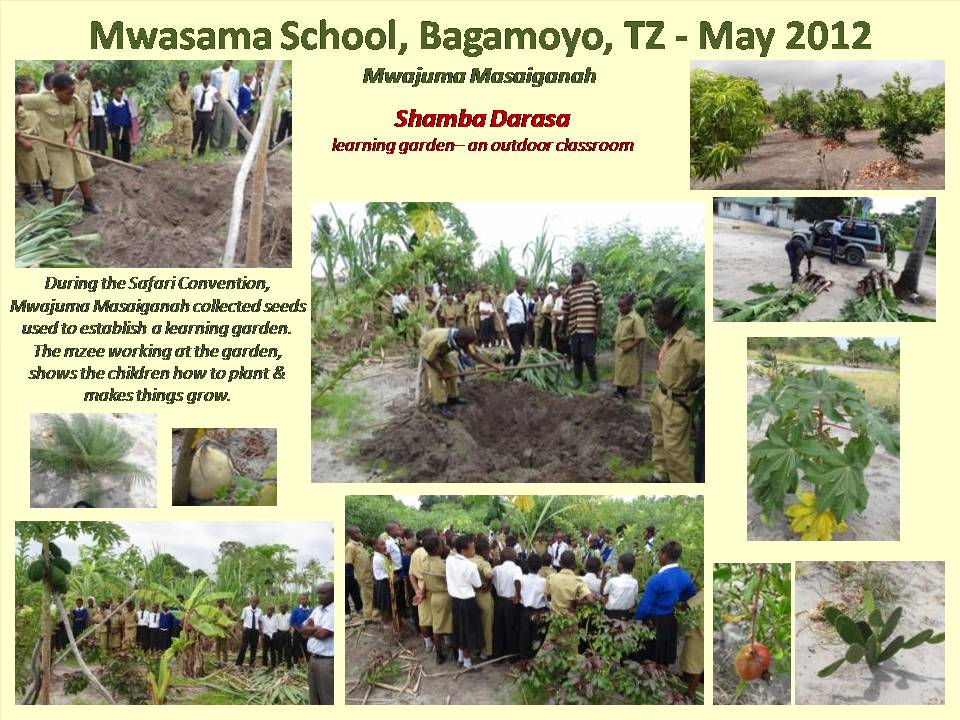 Mwasama School, Bagamoyo, TZ - May 2012
Mwajuma Masaiganah
Shamba Darasa
learning garden– an outdoor classroom
During the Safari Convention,
Mwajuma Masaiganah collected seeds
used to establish a learning garden.
The mzee working at the garden,
shows the children how to plant &
makes things grow.